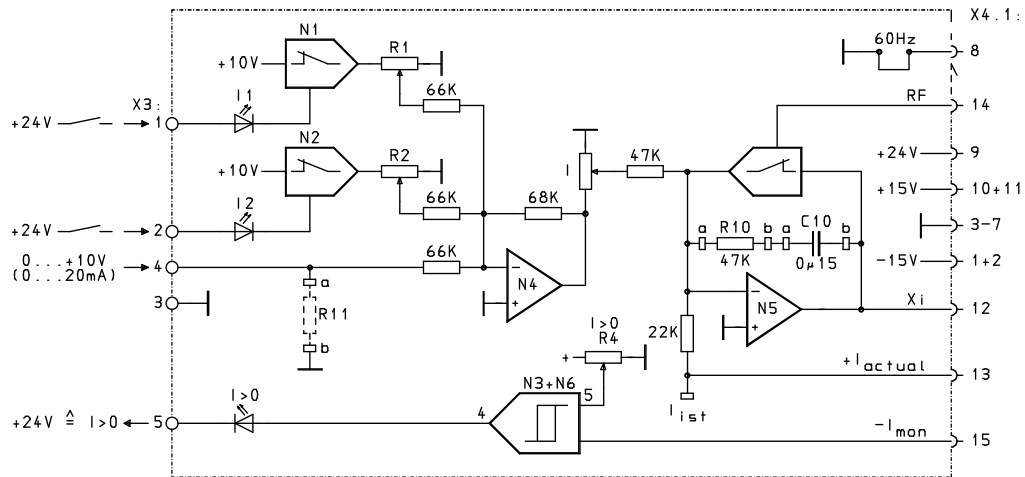 X4.1:
N1
60Hz
8
+10V
R1
I1
66K
RF
14
X3:
+24V
1
N2
+24V
9
+10V
R2
I
47K
+15V
10+11
I2
66K
68K
3-7
+24V
2
a R10 b a C10 b
47K 0µ15
0...+10V
(0...20mA)
4
66K
-15V
1+2
a
-
N4
+
-
N5
+
Xi
12
3
R11
b
I>0
R4
+
22K
+Iactual
13
I>0
N3+N6
5
Iist
+24V ≙ I>0
5
4
-Imon
15